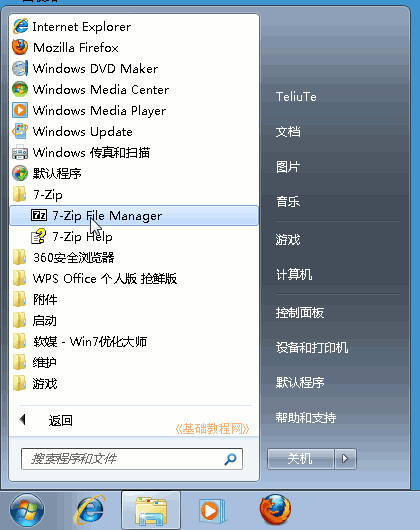 Internet Explorer
Mozilla Firefox
Windows DVD Maker
Windows Media Center
Windows Media Player
Windows Update
Windows 传真和扫描
默认程序
7-Zip
7-Zip File Manager
7-Zip Help
360安全浏览器
WPS Office 个人版 抢鲜版
附件
启动
软媒 - Win7优化大师
维护
游戏
返回
《基础教程网》
搜索程序和文件
TeliuTe
文档
图片
音乐
游戏
计算机
控制面板
设备和打印机
默认程序
帮助和支持
关机